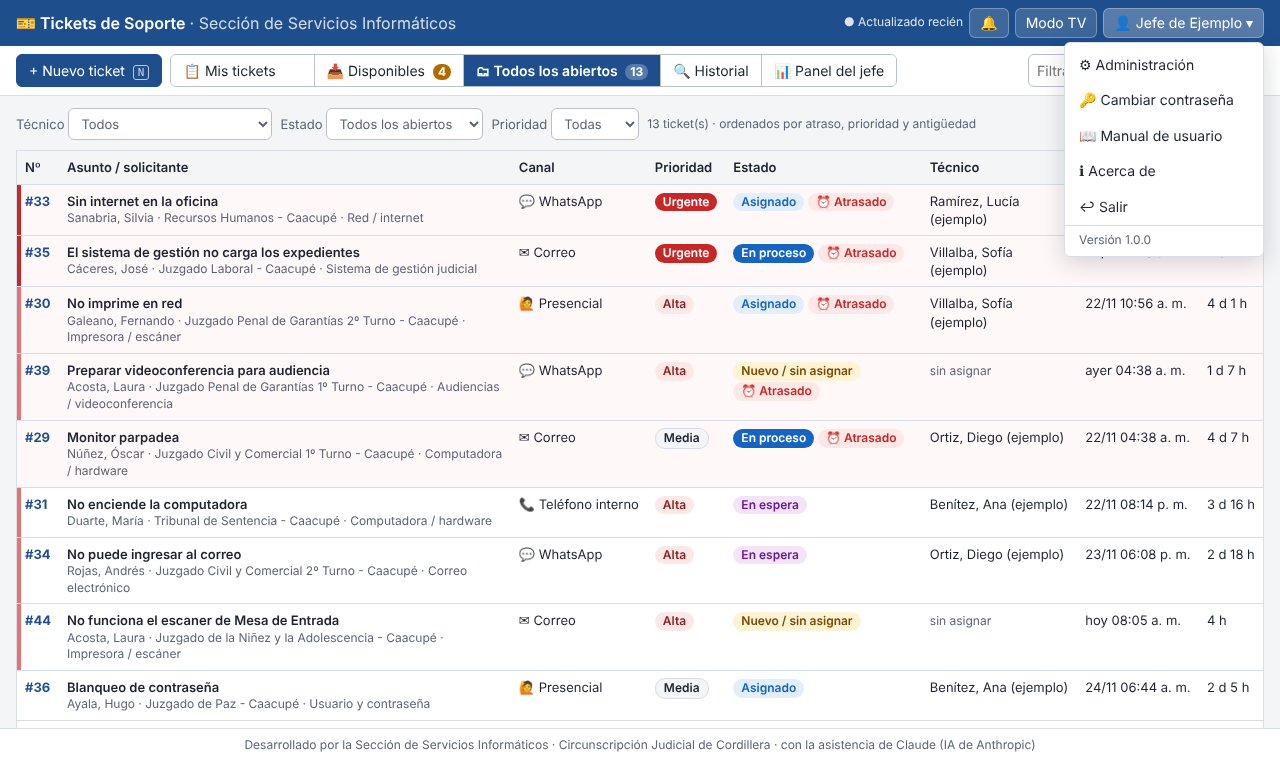 🎫 Tickets de Soporte · Sección de Servicios Informáticos
Actualizado recién
🔔
Modo TV
👤 Jefe de Ejemplo ▾
+ Nuevo ticket N
📋 Mis tickets
📥 Disponibles 4
🗂 Todos los abiertos 13
🔍 Historial
📊 Panel del jefe
⚙ Administración
🔑 Cambiar contraseña
📖 Manual de usuario
ℹ Acerca de
↩ Salir
Versión 1.0.0
Técnico Todos
Estado Todos los abiertos
Prioridad Todas
13 ticket(s) · ordenados por atraso, prioridad y antigüedad
Nº Asunto / solicitante Canal Prioridad Estado Técnico
#33 Sin internet en la oficina 💬 WhatsApp Urgente Asignado ⏰ Atrasado Ramírez, Lucía
Sanabria, Silvia · Recursos Humanos - Caacupé · Red / internet (ejemplo)
#35 El sistema de gestión no carga los expedientes ✉ Correo Urgente En proceso ⏰ Atrasado Villalba, Sofía
Cáceres, José · Juzgado Laboral - Caacupé · Sistema de gestión judicial (ejemplo)
#30 No imprime en red 🙋 Presencial Alta Asignado ⏰ Atrasado Villalba, Sofía 22/11 10:56 a. m. 4 d 1 h
Galeano, Fernando · Juzgado Penal de Garantías 2º Turno - Caacupé · (ejemplo)
Impresora / escáner
#39 Preparar videoconferencia para audiencia 💬 WhatsApp Alta Nuevo / sin asignar sin asignar ayer 04:38 a. m. 1 d 7 h
Acosta, Laura · Juzgado Penal de Garantías 1º Turno - Caacupé · Audiencias ⏰ Atrasado
/ videoconferencia
#29 Monitor parpadea ✉ Correo Media En proceso ⏰ Atrasado Ortiz, Diego (ejemplo) 22/11 04:38 a. m. 4 d 7 h
Núñez, Óscar · Juzgado Civil y Comercial 1º Turno - Caacupé · Computadora
/ hardware
#31 No enciende la computadora 📞 Teléfono interno Alta En espera Benítez, Ana (ejemplo) 22/11 08:14 p. m. 3 d 16 h
Duarte, María · Tribunal de Sentencia - Caacupé · Computadora / hardware
#34 No puede ingresar al correo 💬 WhatsApp Alta En espera Ortiz, Diego (ejemplo) 23/11 06:08 p. m. 2 d 18 h
Rojas, Andrés · Juzgado Civil y Comercial 2º Turno - Caacupé · Correo
electrónico
#44 No funciona el escaner de Mesa de Entrada ✉ Correo Alta Nuevo / sin asignar sin asignar hoy 08:05 a. m. 4 h
Acosta, Laura · Juzgado de la Niñez y la Adolescencia - Caacupé ·
Impresora / escáner
#36 Blanqueo de contraseña 🙋 Presencial Media Asignado Benítez, Ana (ejemplo) 24/11 06:44 a. m. 2 d 5 h
Ayala, Hugo · Juzgado de Paz - Caacupé · Usuario y contraseña
Desarrollado por la Sección de Servicios Informáticos · Circunscripción Judicial de Cordillera · con la asistencia de Claude (IA de Anthropic)